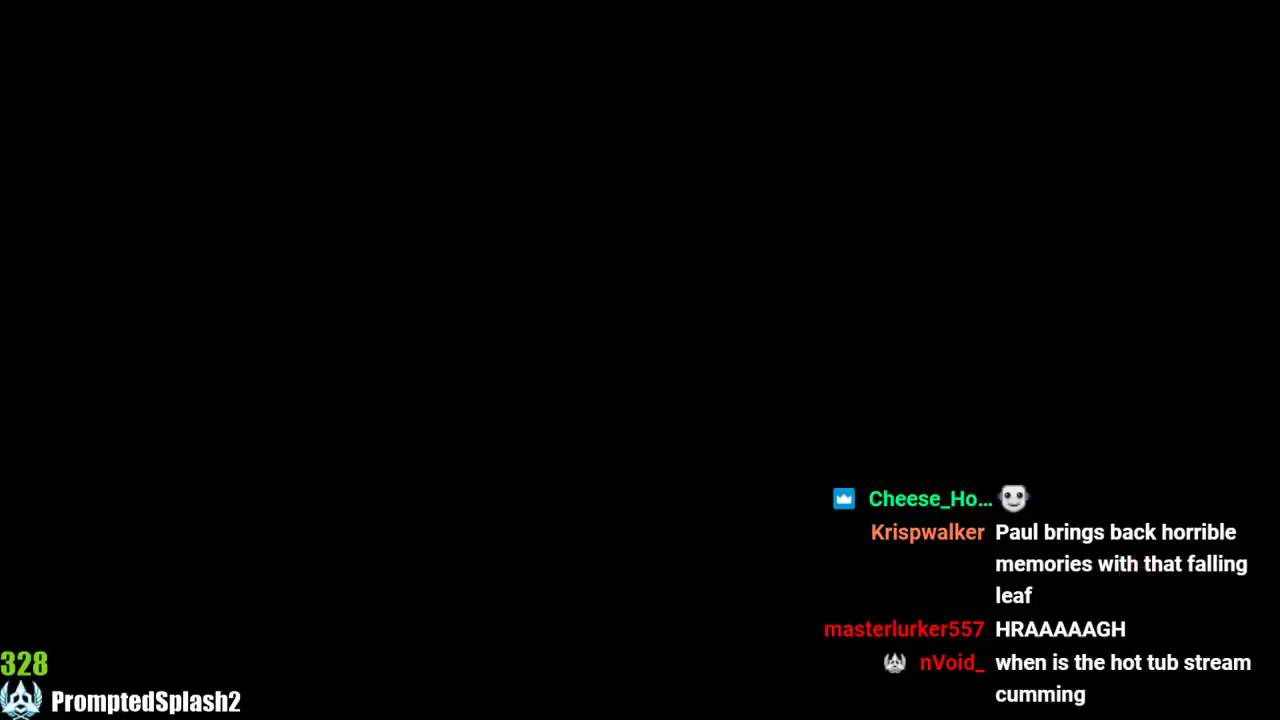 Cheese_Ho...
Krispwalker Paul brings back horrible
memories with that falling
leaf
masterlurker557 HRAAAAAGH
nVoid_ when is the hot tub stream
cumming
328
PromptedSplash2